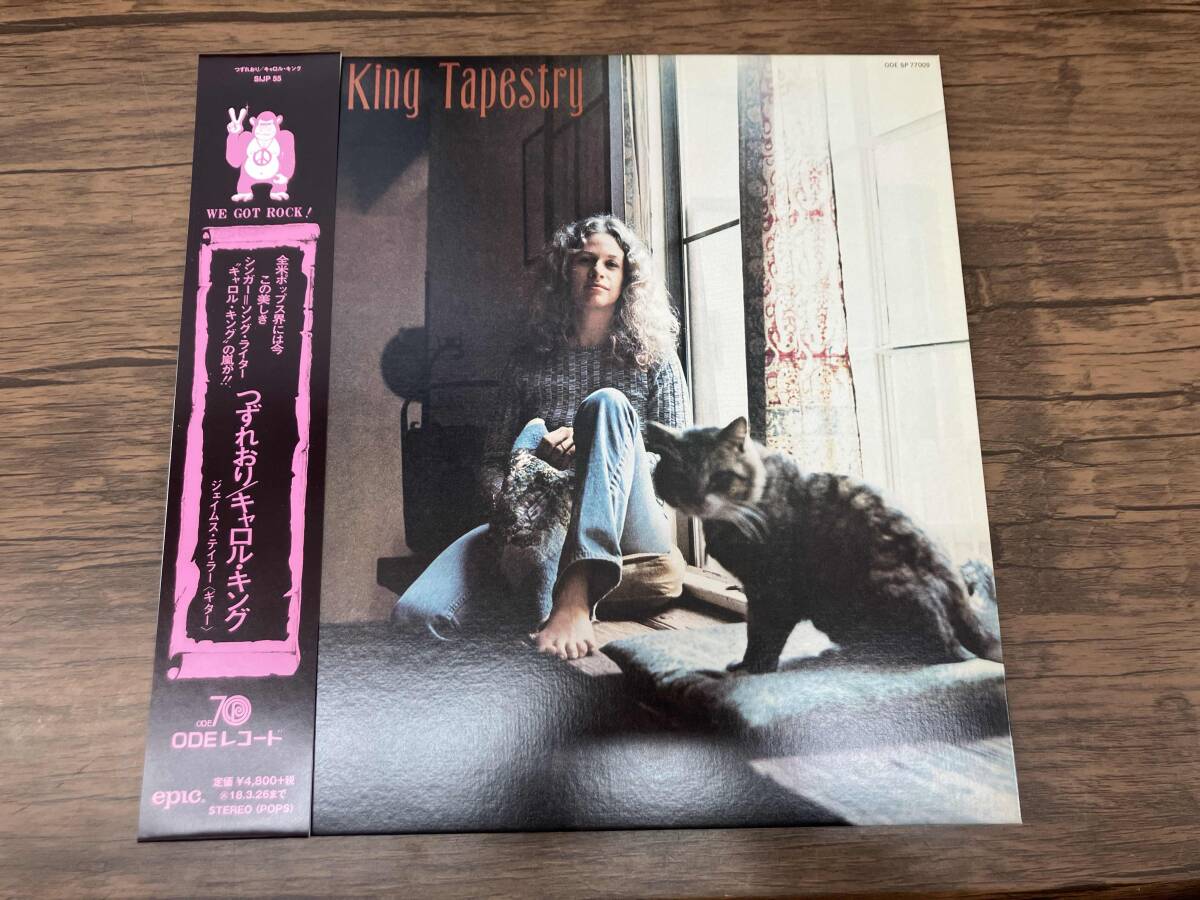 つずれおり／キャロル・キング
SIJP 55
WE GOT ROCK!
全米ポップス界には今
この美しき
シンガー＝ソング・ライター
“キャロル・キング”の嵐が!!
つずれおり／キャロル・キング
ジェイムス・テイラー〈ギター〉
ODE 70
ODE レコード
定価 ¥4,800+税
18.3.26まで
epic.
STEREO (POPS)
King Tapestry
ODE SP 77009